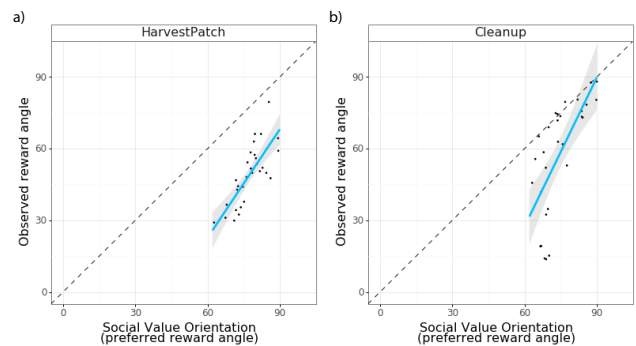 a)
HarvestPatch
Observed reward angle
90
60
30
0
0 30 60 90
Social Value Orientation
(preferred reward angle)
b)
Cleanup
Observed reward angle
90
60
30
0
0 30 60 90
Social Value Orientation
(preferred reward angle)